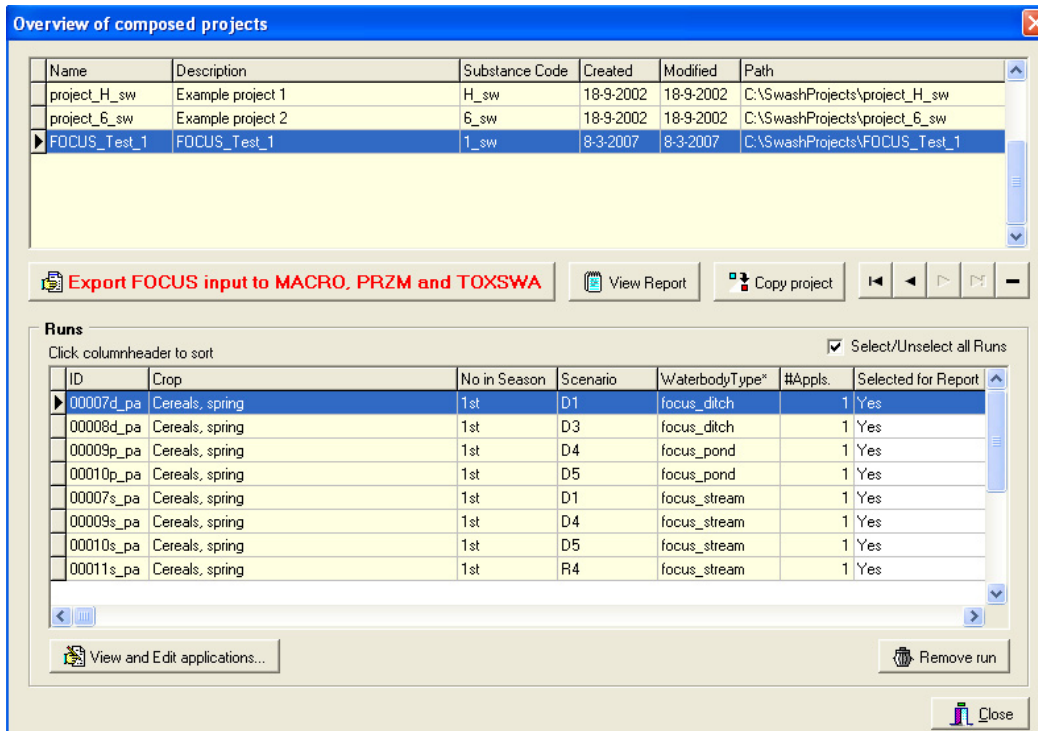 Overview of composed projects
Name Description Substance Code Created Modified Path
project_H_sw Example project 1 H_sw 18-9-2002 18-9-2002 C:\SwashProjects\project_H_sw
project_6_sw Example project 2 6_sw 18-9-2002 18-9-2002 C:\SwashProjects\project_6_sw
FOCUS_Test_1 FOCUS_Test_1 1_sw 8-3-2007 8-3-2007 C:\SwashProjects\FOCUS_Test_1
Export FOCUS input to MACRO, PRZM and TOXSWA View Report Copy project
Runs
Click columnheader to sort Select/Unselect all Runs
ID Crop No in Season Scenario WaterbodyType* #Appls. Selected for Report
00007d_pa Cereals, spring 1st D1 focus_ditch 1 Yes
00008d_pa Cereals, spring 1st D3 focus_ditch 1 Yes
00009p_pa Cereals, spring 1st D4 focus_pond 1 Yes
00010p_pa Cereals, spring 1st D5 focus_pond 1 Yes
00007s_pa Cereals, spring 1st D1 focus_stream 1 Yes
00009s_pa Cereals, spring 1st D4 focus_stream 1 Yes
00010s_pa Cereals, spring 1st D5 focus_stream 1 Yes
00011s_pa Cereals, spring 1st R4 focus_stream 1 Yes
View and Edit applications... Remove run
Close